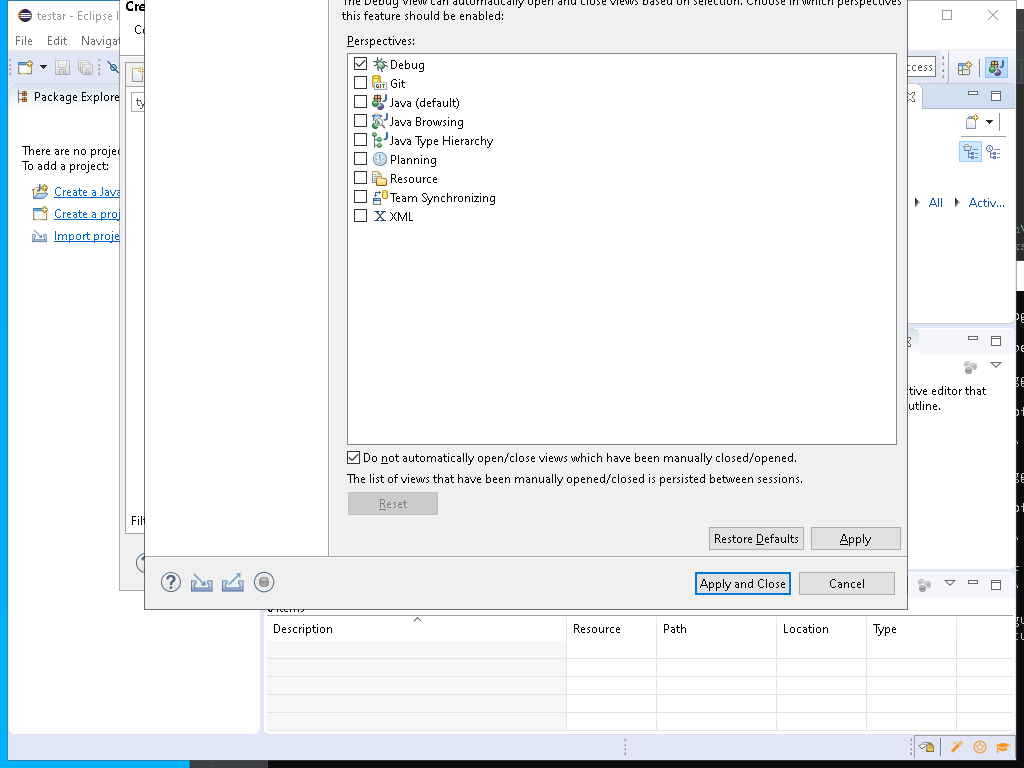 testar - Eclipse
Cre
The Debug View can automatically open and close views based on selection. Choose in which perspectives
this feature should be enabled:
File Edit Navigat
Perspectives:
Debug
Git
Java (default)
Java Browsing
Java Type Hierarchy
Planning
Resource
Team Synchronizing
XML
Package Explore
There are no projec
To add a project:
Create a Java
Create a proj
Import proje
ty
cess
All Activ...
tive editor that
utline.
Do not automatically open/close views which have been manually closed/opened.
The list of views that have been manually opened/closed is persisted between sessions.
Reset
Filt
Restore Defaults Apply
Apply and Close Cancel
items
Description Resource Path Location Type